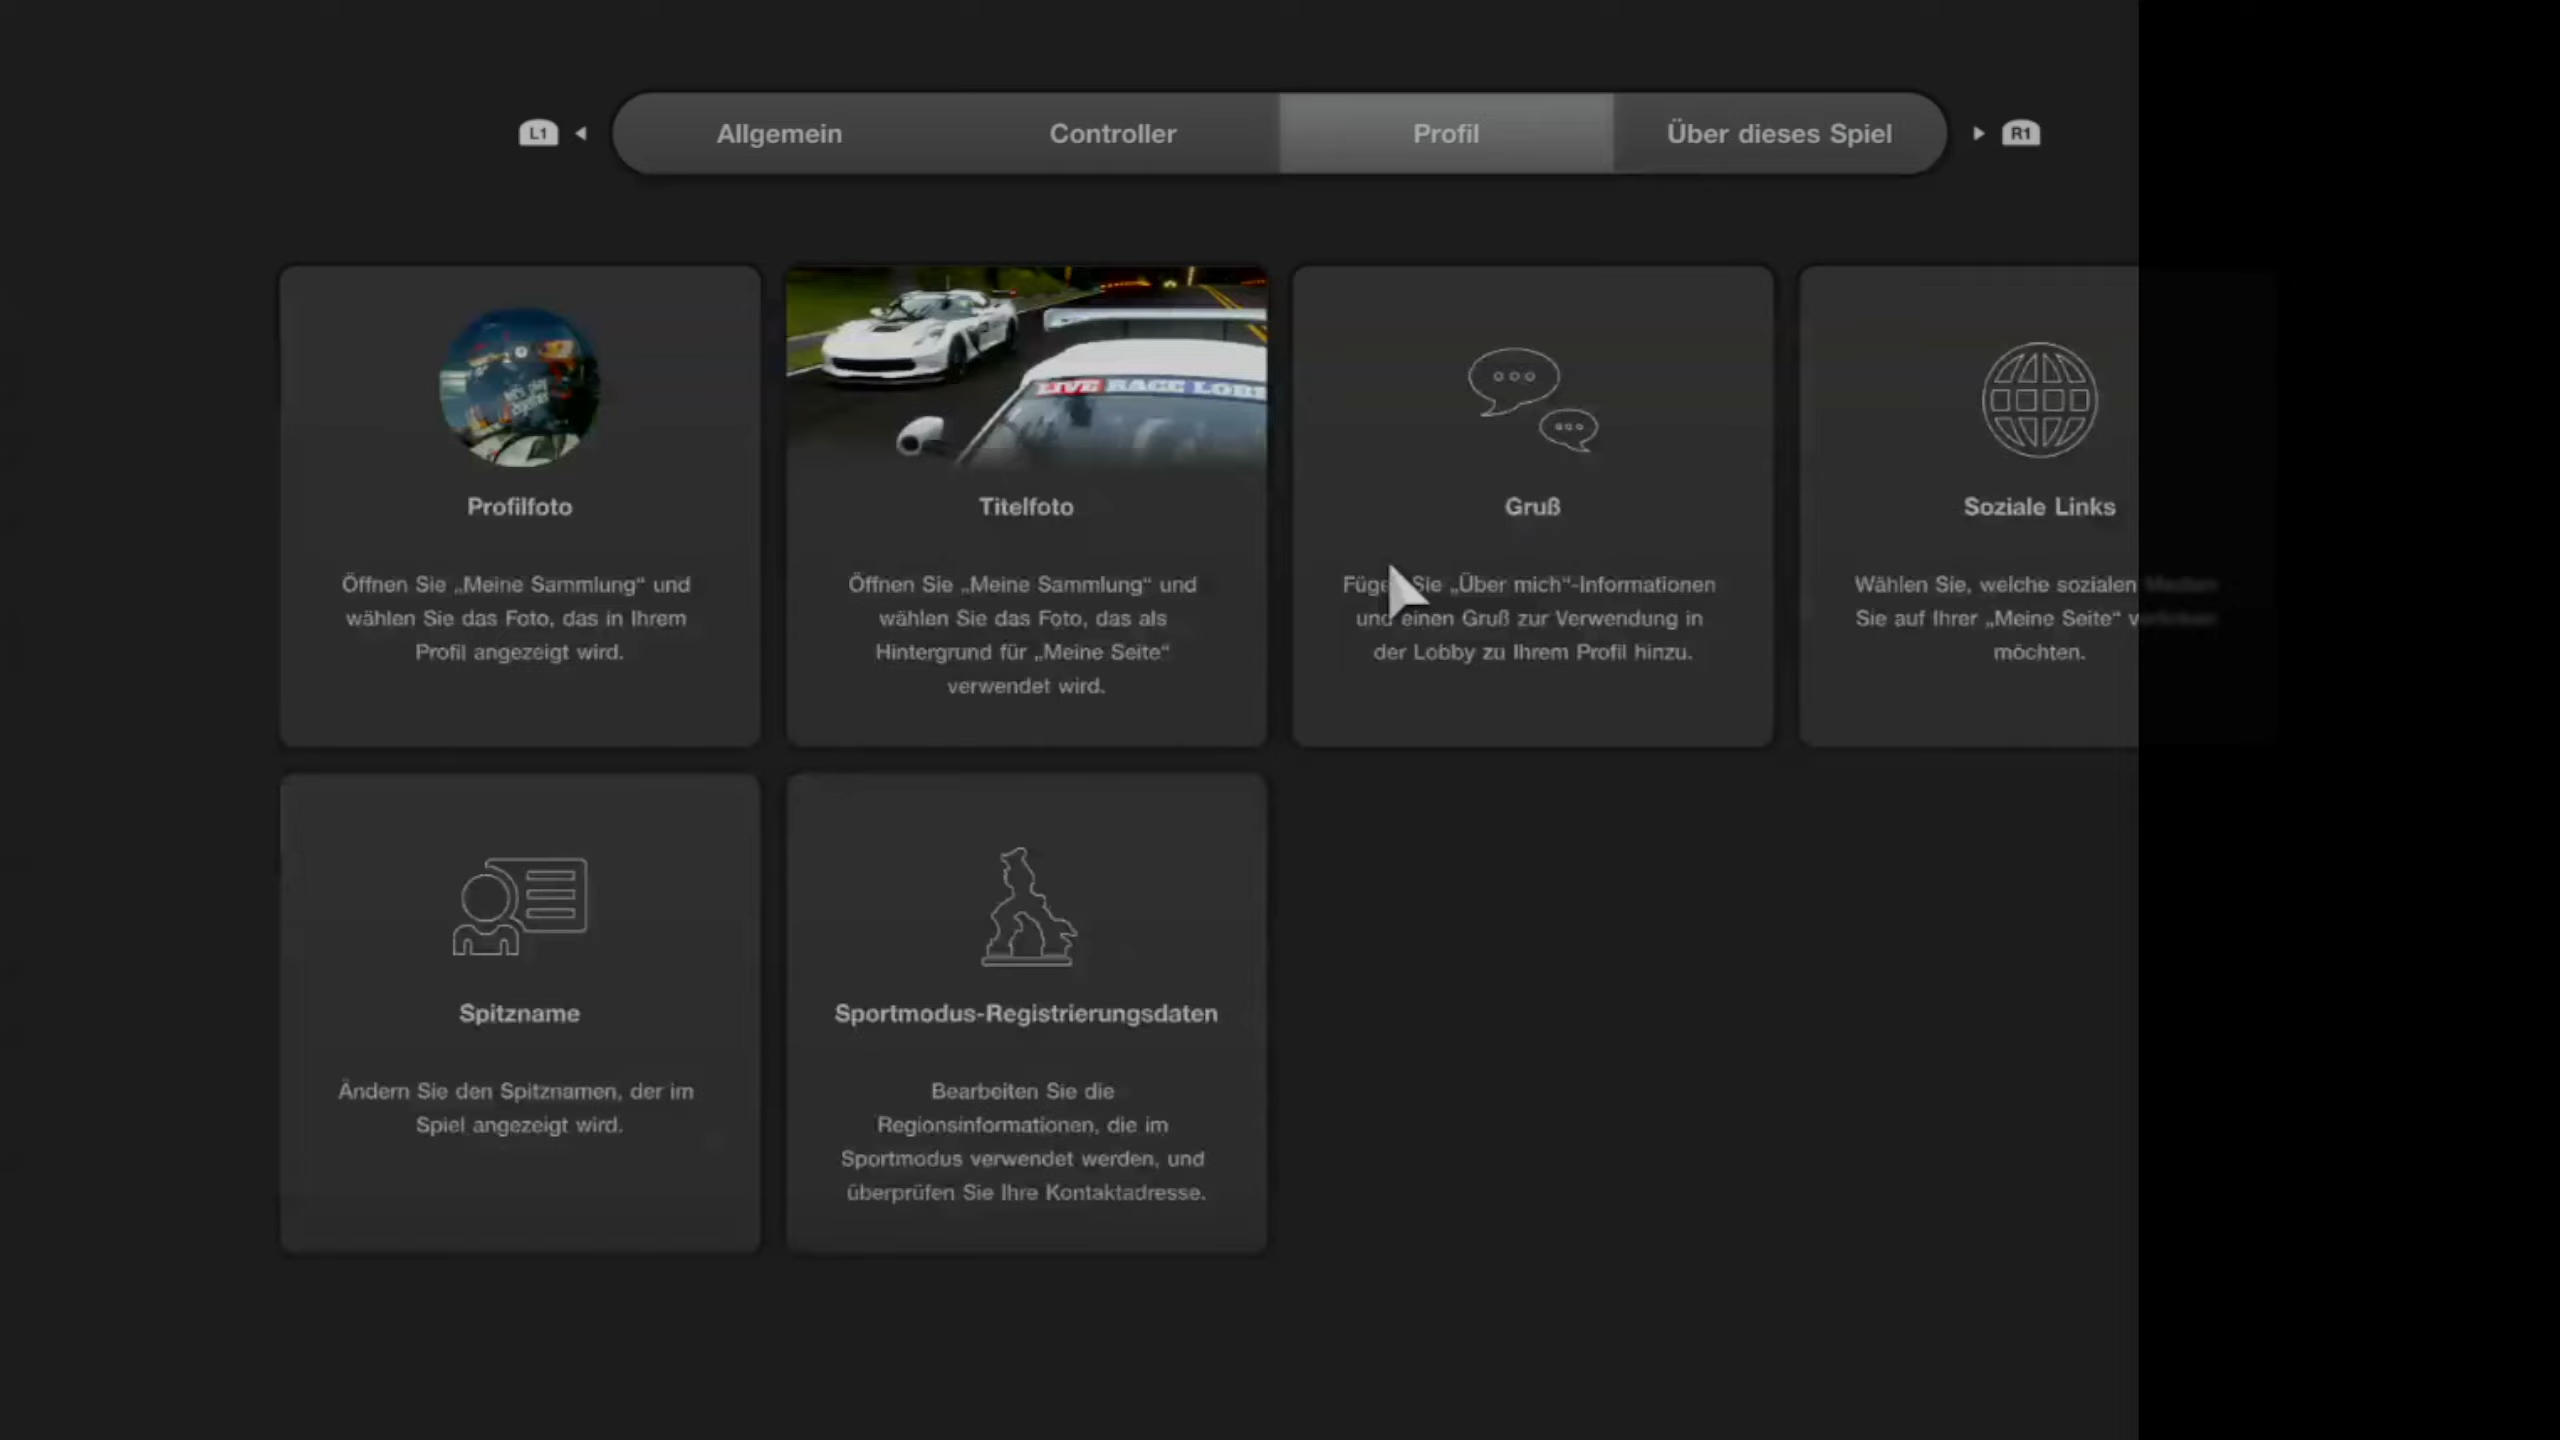 L1
Allgemein
Controller
Profil
Über dieses Spiel
R1
LIVE RACE
Profilfoto
Öffnen Sie „Meine Sammlung“ und
wählen Sie das Foto, das in Ihrem
Profil angezeigt wird.
Titelfoto
Öffnen Sie „Meine Sammlung“ und
wählen Sie das Foto, das als
Hintergrund für „Meine Seite“
verwendet wird.
Gruß
Sie „Über mich“-Informationen
und einen Gruß zur Verwendung in
der Lobby zu Ihrem Profil hinzu.
Soziale Links
Wählen Sie, welche sozialen Medien
Sie auf Ihrer „Meine Seite“
möchten.
Spitzname
Ändern Sie den Spitznamen, der im
Spiel angezeigt wird.
Sportmodus-Registrierungsdaten
Bearbeiten Sie die
Regionsinformationen, die im
Sportmodus verwendet werden, und
überprüfen Sie Ihre Kontaktadresse.